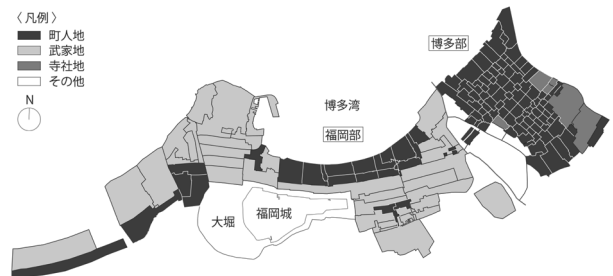 〈 凡例 〉
町人地
武家地
寺社地
その他
N
博多部
博多湾
福岡部
福岡城
大堀